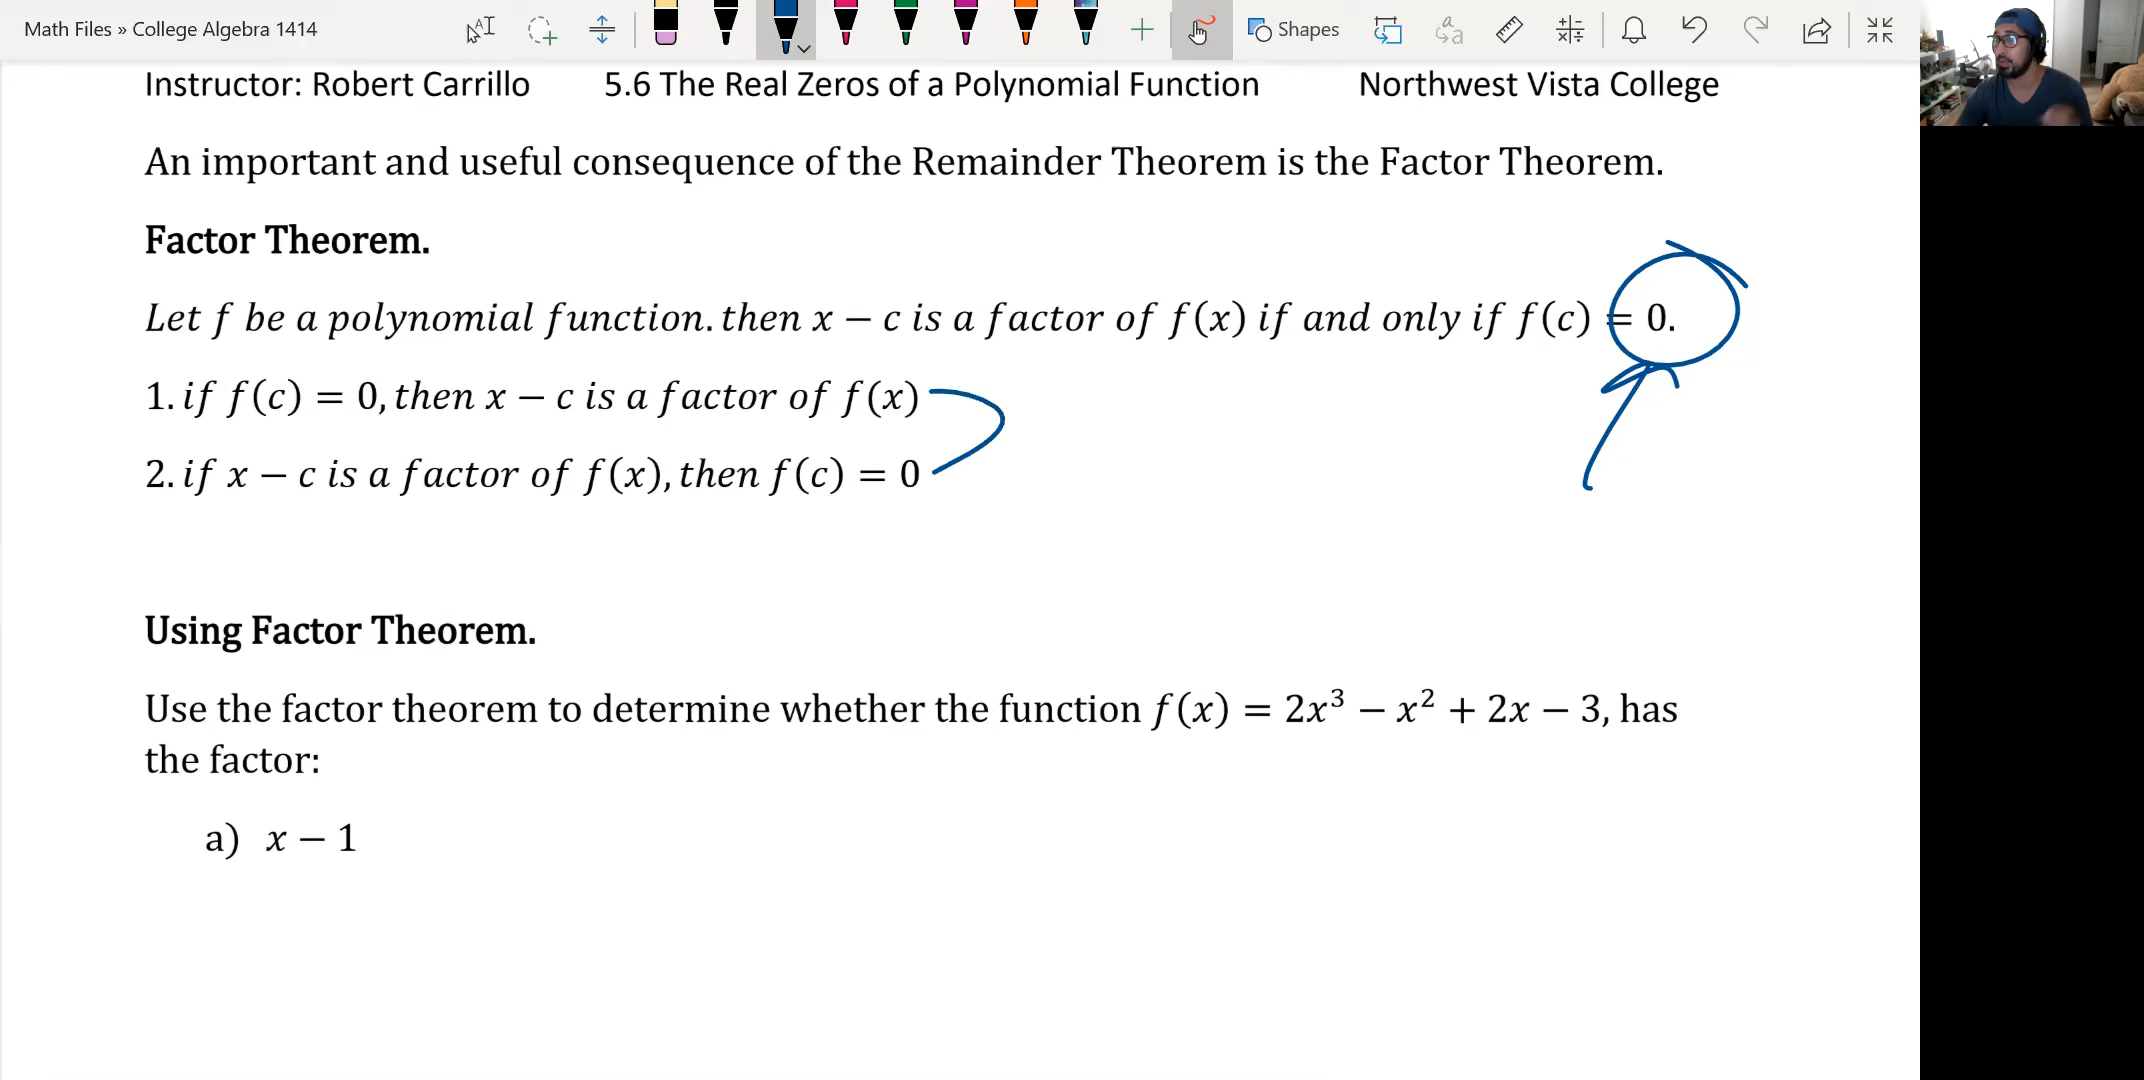 Math Files » College Algebra 1414
Shapes
Instructor: Robert Carrillo 5.6 The Real Zeros of a Polynomial Function Northwest Vista College
An important and useful consequence of the Remainder Theorem is the Factor Theorem.
Factor Theorem.
Let f be a polynomial function. then x − c is a factor of f(x) if and only if f(c) = 0.
1. if f(c) = 0, then x − c is a factor of f(x)
2. if x − c is a factor of f(x), then f(c) = 0
Using Factor Theorem.
Use the factor theorem to determine whether the function f(x) = 2x³ − x² + 2x − 3, has
the factor:
a) x − 1